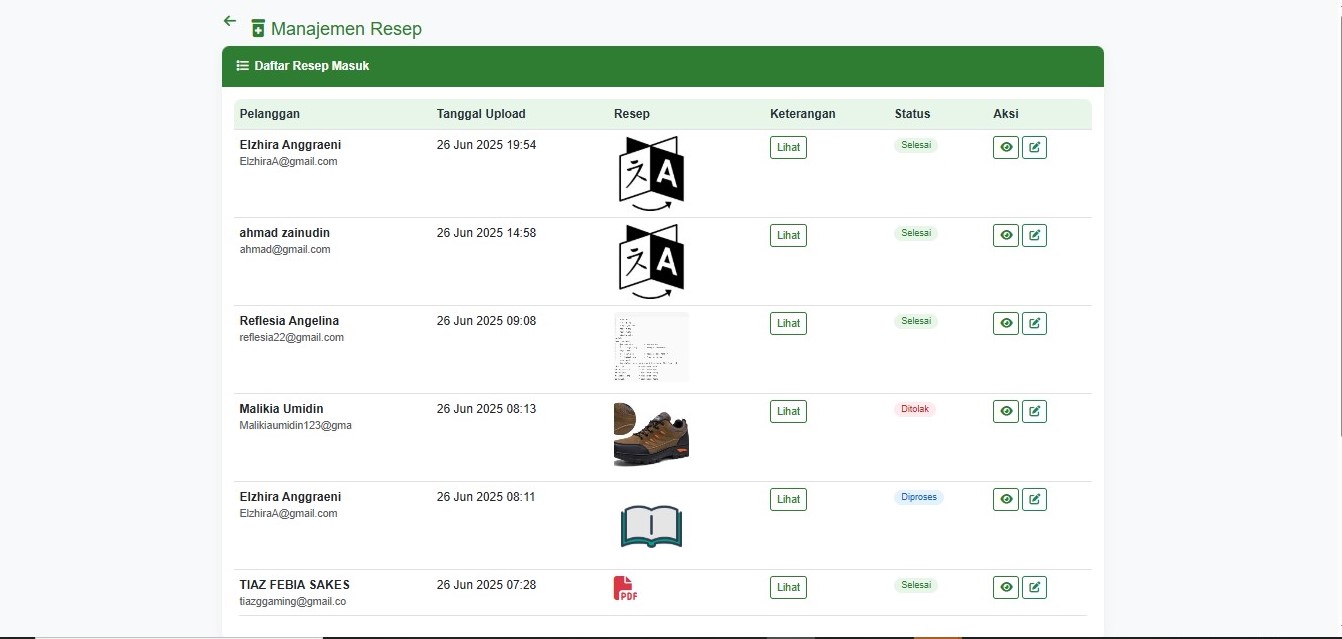 Manajemen Resep
Daftar Resep Masuk
Pelanggan Tanggal Upload Resep Keterangan Status Aksi
Elzhira Anggraeni 26 Jun 2025 19:54 Lihat Selesai
ElzhiraA@gmail.com
A
ahmad zainudin 26 Jun 2025 14:58 Lihat Selesai
ahmad@gmail.com
A
Reflesia Angelina 26 Jun 2025 09:08 Lihat Selesai
reflesia22@gmail.com
Malikia Umidin 26 Jun 2025 08:13 Lihat Ditolak
Malikiaumidin123@gma
Elzhira Anggraeni 26 Jun 2025 08:11 Lihat Diproses
ElzhiraA@gmail.com
TIAZ FEBIA SAKES 26 Jun 2025 07:28 PDF Lihat Selesai
tiazggaming@gmail.co